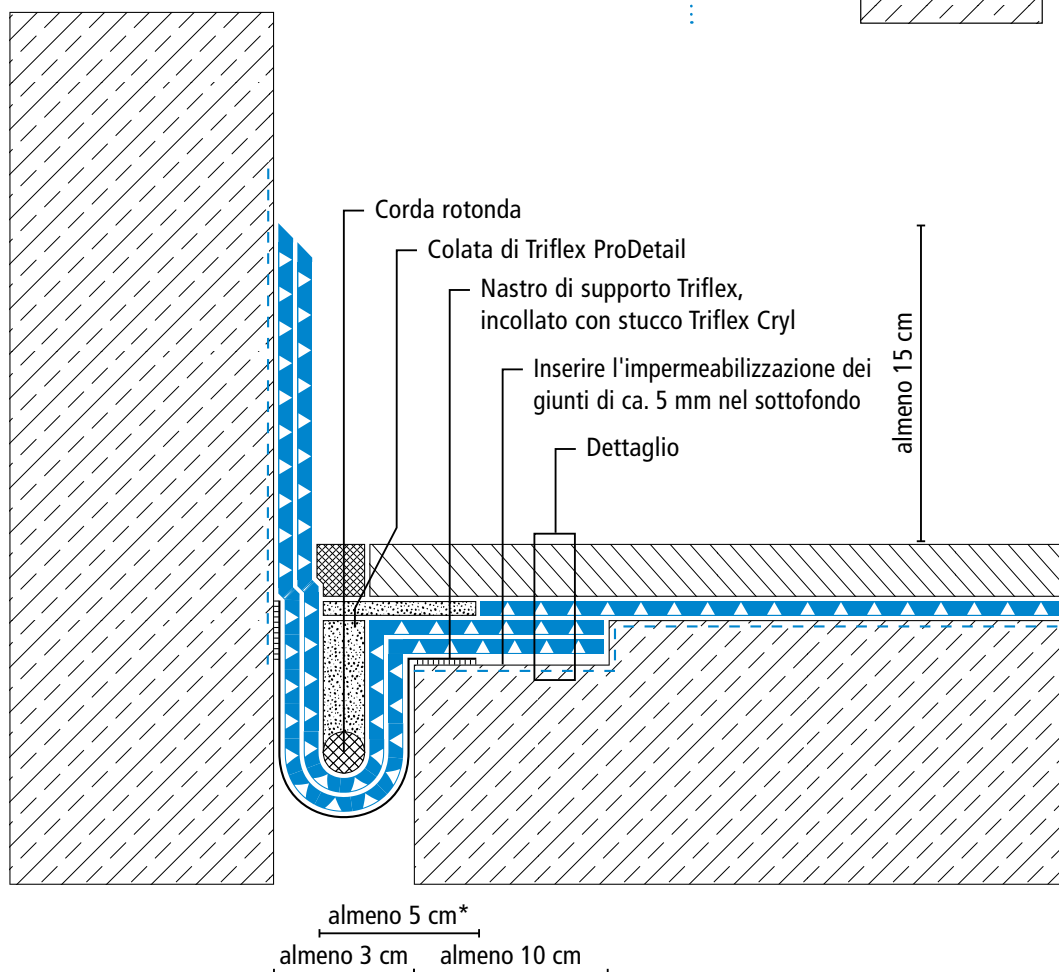 Corda rotonda
Colata di Triflex ProDetail
Nastro di supporto Triflex,
incollato con stucco Triflex Cryl
Inserire l'impermeabilizzazione dei
giunti di ca. 5 mm nel sottofondo
Dettaglio
almeno 15 cm
almeno 5 cm*
almeno 3 cm
almeno 10 cm